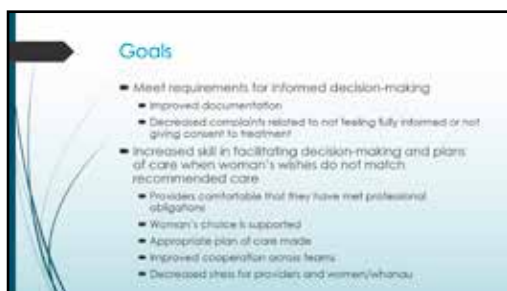 Goals
Meet requirements for informed decision-making
Improved documentation
Decreased complaints related to not feeling fully informed or not
giving consent to treatment
Increased skill in facilitating decision-making and plans
of care when woman's wishes do not match
recommended care
Providers comfortable that they have met professional
obligations
Woman's choice is supported
Appropriate plan of care made
Improved cooperation across teams
Decreased stress for providers and women/whanau